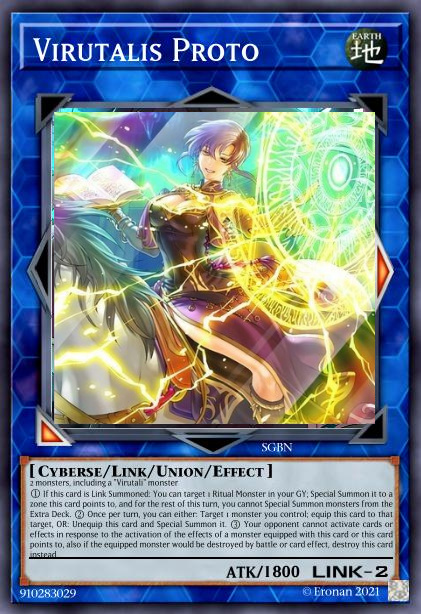 Virutalis Proto
EARTH
地
SGBN
[ Cyberse/Link/Union/Effect ]
2 monsters, including a "Virutali" monster
① If this card is Link Summoned: You can target 1 Ritual Monster in your GY; Special Summon it to a
zone this card points to, and for the rest of this turn, you cannot Special Summon monsters from the
Extra Deck. ② Once per turn, you can either: Target 1 monster you control; equip this card to that
target, OR: Unequip this card and Special Summon it. ③ Your opponent cannot activate cards or
effects in response to the activation of the effects of a monster equipped with this card or this card
points to, also if the equipped monster would be destroyed by battle or card effect, destroy this card
instead.
ATK/1800 LINK-2
910283029 © Eronan 2021